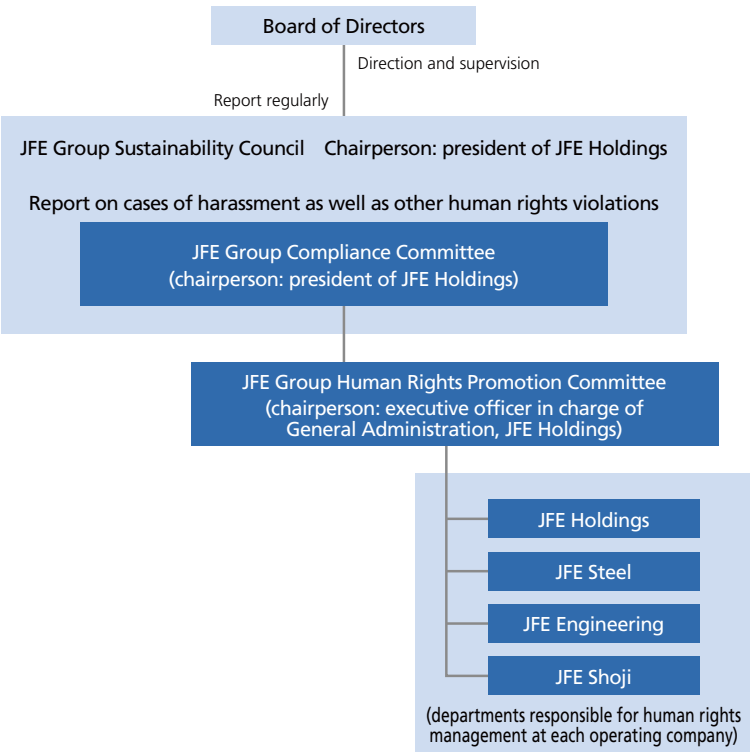 Board of Directors
Direction and supervision
Report regularly
JFE Group Sustainability Council Chairperson: president of JFE Holdings
Report on cases of harassment as well as other human rights violations
JFE Group Compliance Committee
(chairperson: president of JFE Holdings)
JFE Group Human Rights Promotion Committee
(chairperson: executive officer in charge of
General Administration, JFE Holdings)
JFE Holdings
JFE Steel
JFE Engineering
JFE Shoji
(departments responsible for human rights
management at each operating company)